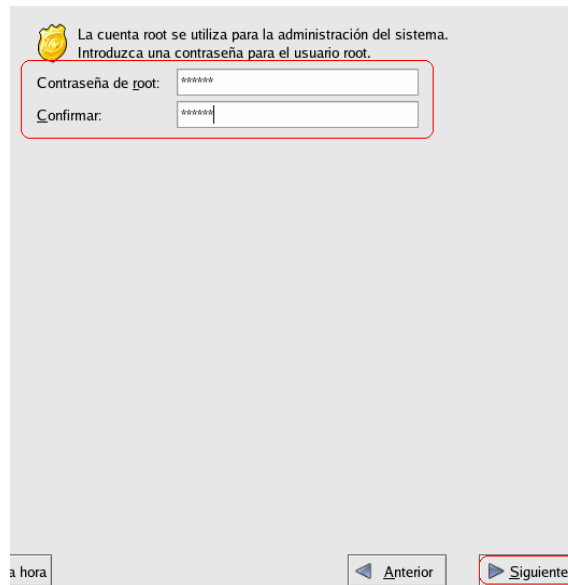 La cuenta root se utiliza para la administración del sistema.
Introduzca una contraseña para el usuario root.
Contraseña de root: ******
Confirmar: ******
a hora
Anterior
Siguiente